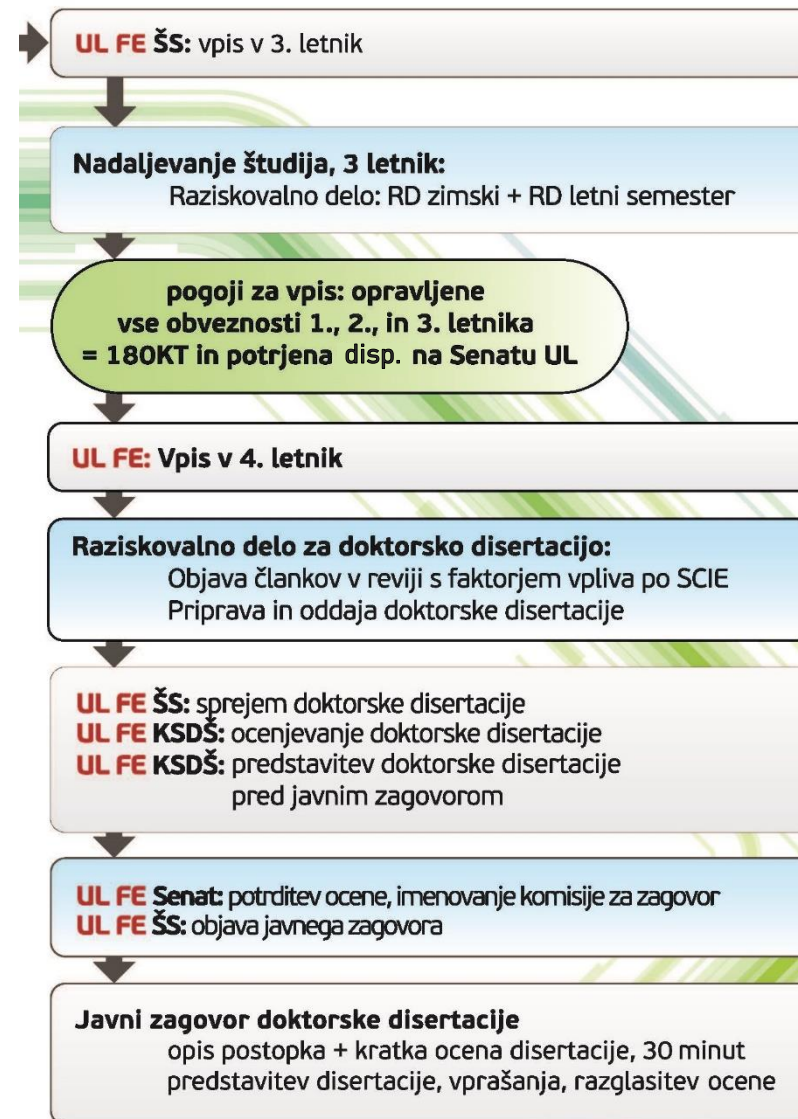 UL FE ŠS: vpis v 3. letnik
Nadaljevanje študija, 3 letnik:
Raziskovalno delo: RD zimski + RD letni semester
pogoji za vpis: opravljene
vse obveznosti 1., 2., in 3. letnika
= 180KT in potrjena disp. na Senatu UL
UL FE: Vpis v 4. letnik
Raziskovalno delo za doktorsko disertacijo:
Objava člankov v reviji s faktorjem vpliva po SCIE
Priprava in oddaja doktorske disertacije
UL FE ŠS: sprejem doktorske disertacije
UL FE KSDŠ: ocenjevanje doktorske disertacije
UL FE KSDŠ: predstavitev doktorske disertacije
pred javnim zagovorom
UL FE Senat: potrditev ocene, imenovanje komisije za zagovor
UL FE ŠS: objava javnega zagovora
Javni zagovor doktorske disertacije
opis postopka + kratka ocena disertacije, 30 minut
predstavitev disertacije, vprašanja, razglasitev ocene